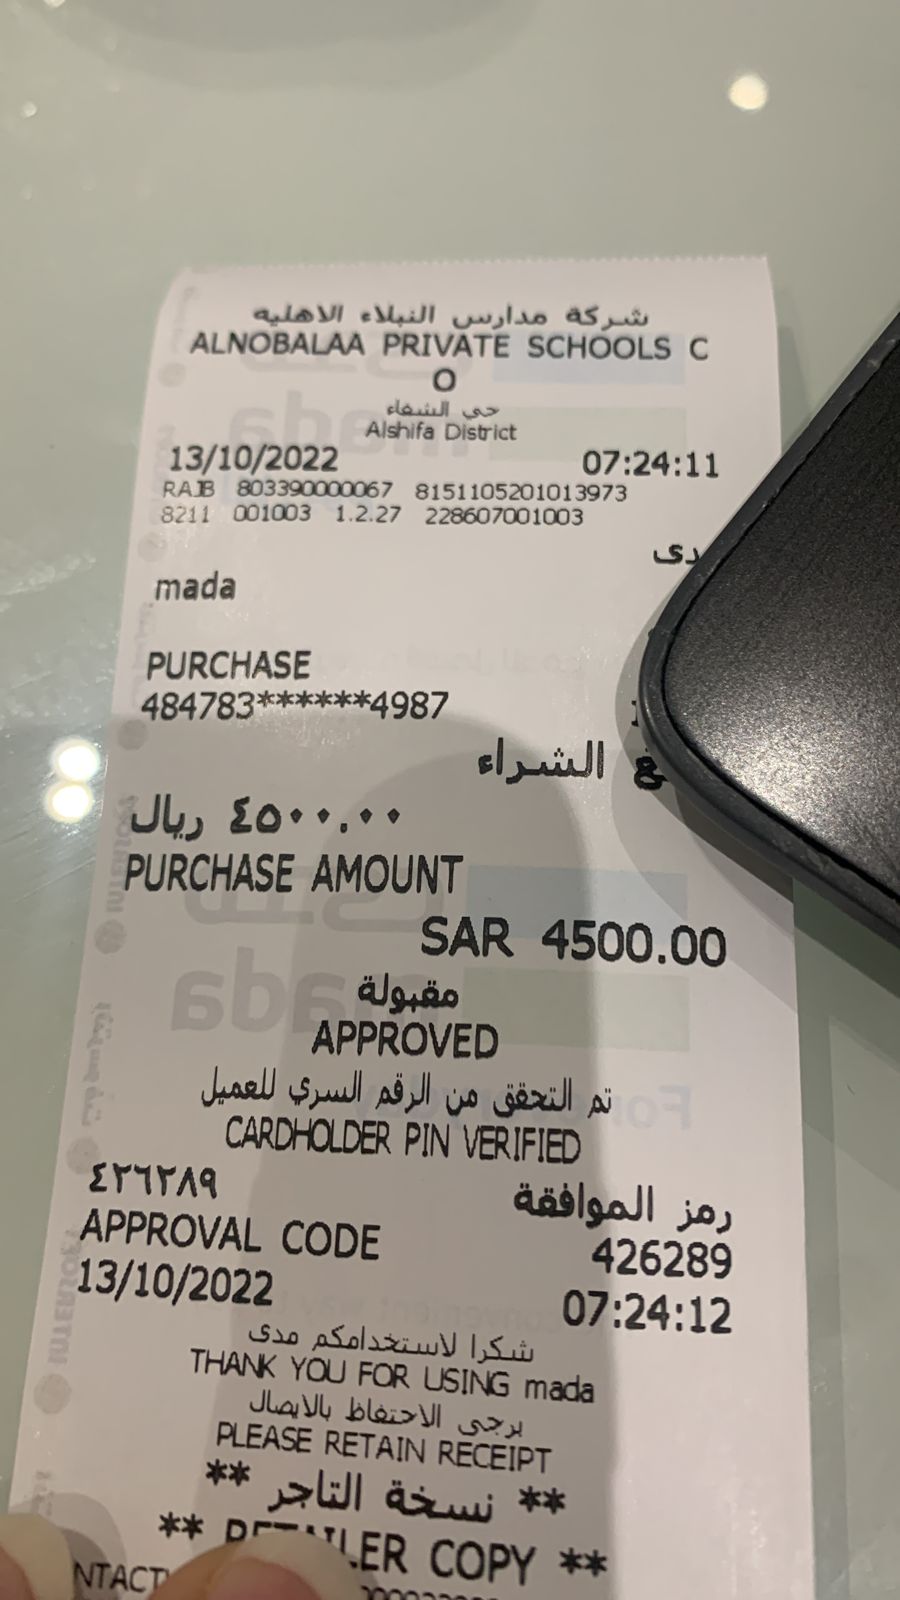 شركة مدارس النبلاء الاهليه
ALNOBALAA PRIVATE SCHOOLS C
O
حي الشفاء
Alshifa District
13/10/2022 07:24:11
RAJB 803390000067 8151105201013973
8211 001003 1.2.27 228607001003
mada
PURCHASE
484783******4987
الشراء
٤٥٠٠.٠٠ ريال
PURCHASE AMOUNT
SAR 4500.00
مقبولة
APPROVED
تم التحقق من الرقم السري للعميل
CARDHOLDER PIN VERIFIED
رمز الموافقة ٤٢٦٢٨٩
APPROVAL CODE 426289
13/10/2022 07:24:12
شكرا لاستخدامكم مدى
THANK YOU FOR USING mada
يرجى الاحتفاظ بالايصال
PLEASE RETAIN RECEIPT
** نسخة التاجر **
** RETAILER COPY **